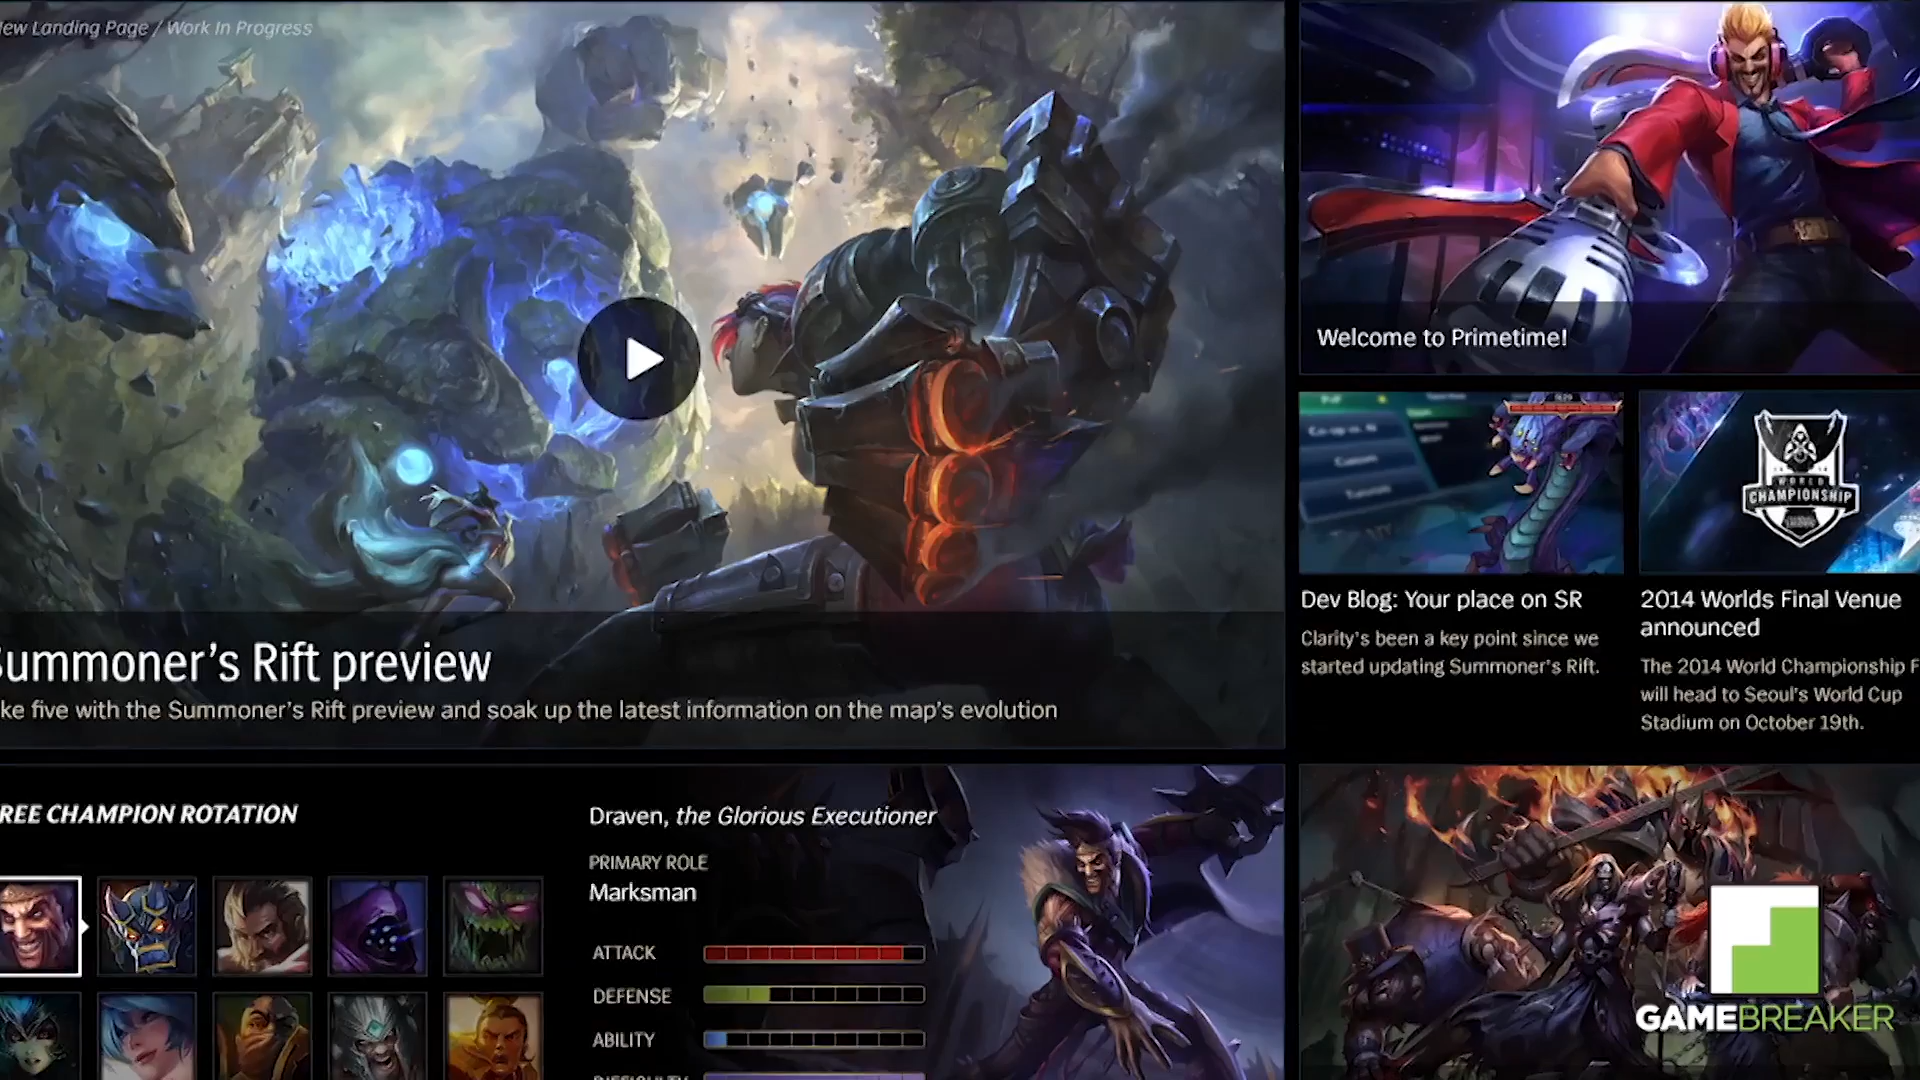 ew Landing Page / Work In Progress
Welcome to Primetime!
WORLD
CHAMPIONSHIP
Summoner's Rift preview
ke five with the Summoner's Rift preview and soak up the latest information on the map's evolution
Dev Blog: Your place on SR
Clarity's been a key point since we
started updating Summoner's Rift.
2014 Worlds Final Venue
announced
The 2014 World Championship F
will head to Seoul's World Cup
Stadium on October 19th.
REE CHAMPION ROTATION
Draven, the Glorious Executioner
PRIMARY ROLE
Marksman
ATTACK
DEFENSE
ABILITY
DIFFICULTY
GAMEBREAKER